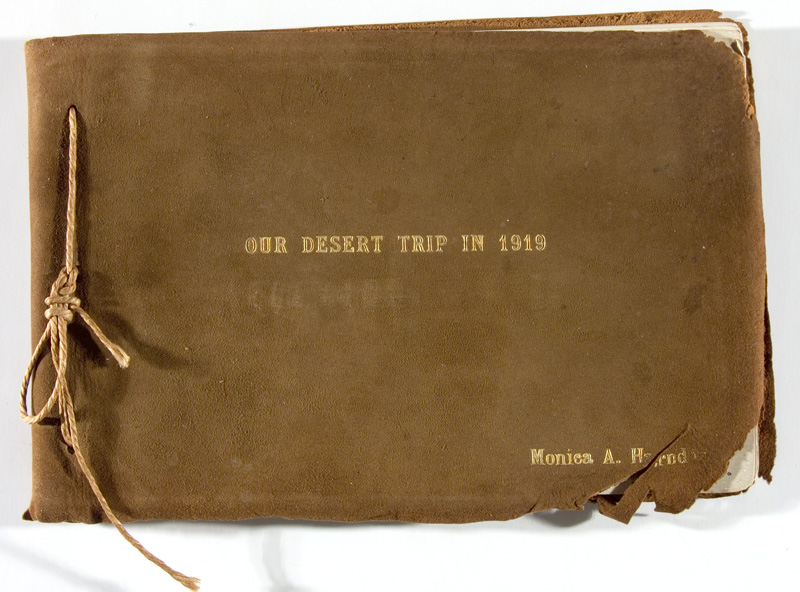 OUR DESERT TRIP IN 1919
Monica A.